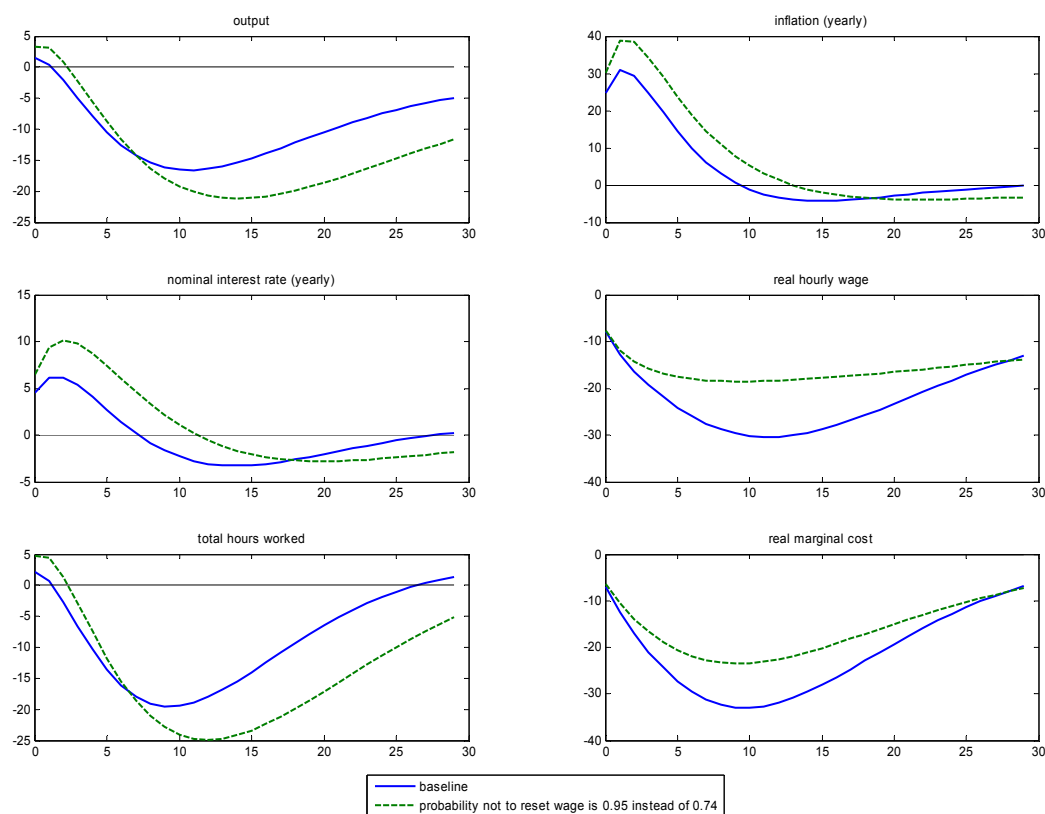 output
5
0
-5
-10
-15
-20
-25
0 5 10 15 20 25 30
inflation (yearly)
40
30
20
10
0
-10
0 5 10 15 20 25 30
nominal interest rate (yearly)
15
10
5
0
-5
0 5 10 15 20 25 30
real hourly wage
0
-10
-20
-30
-40
0 5 10 15 20 25 30
total hours worked
5
0
-5
-10
-15
-20
-25
0 5 10 15 20 25 30
real marginal cost
0
-10
-20
-30
-40
0 5 10 15 20 25 30
baseline
probability not to reset wage is 0.95 instead of 0.74